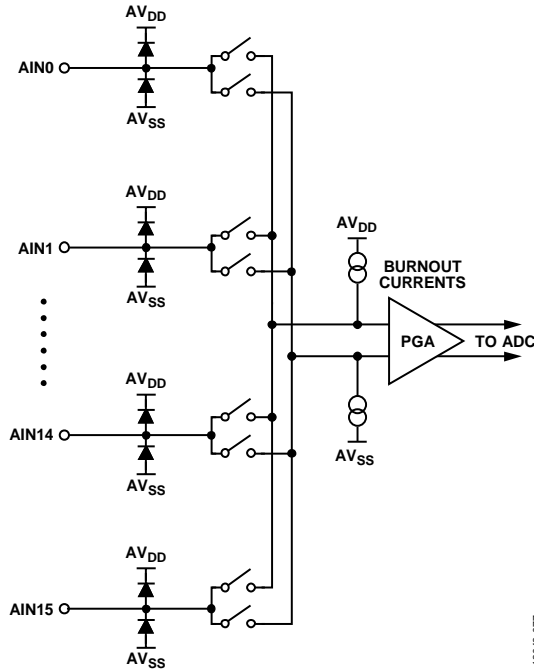 AVDD
AIN0
AVSS
AVDD
AIN1
AVSS
AVDD
BURNOUT
CURRENTS
PGA
TO ADC
AVDD
AIN14
AVSS
AVSS
AVDD
AIN15
AVSS